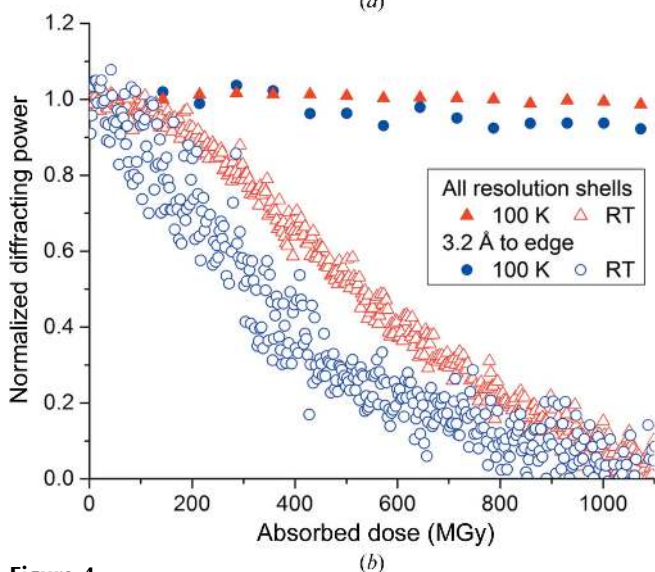 (a)
1.2
1.0
0.8
0.6
0.4
0.2
0.0
Normalized diffracting power
All resolution shells
▲ 100 K △ RT
3.2 Å to edge
● 100 K ○ RT
0 200 400 600 800 1000
Absorbed dose (MGy)
(b)
Figure 4